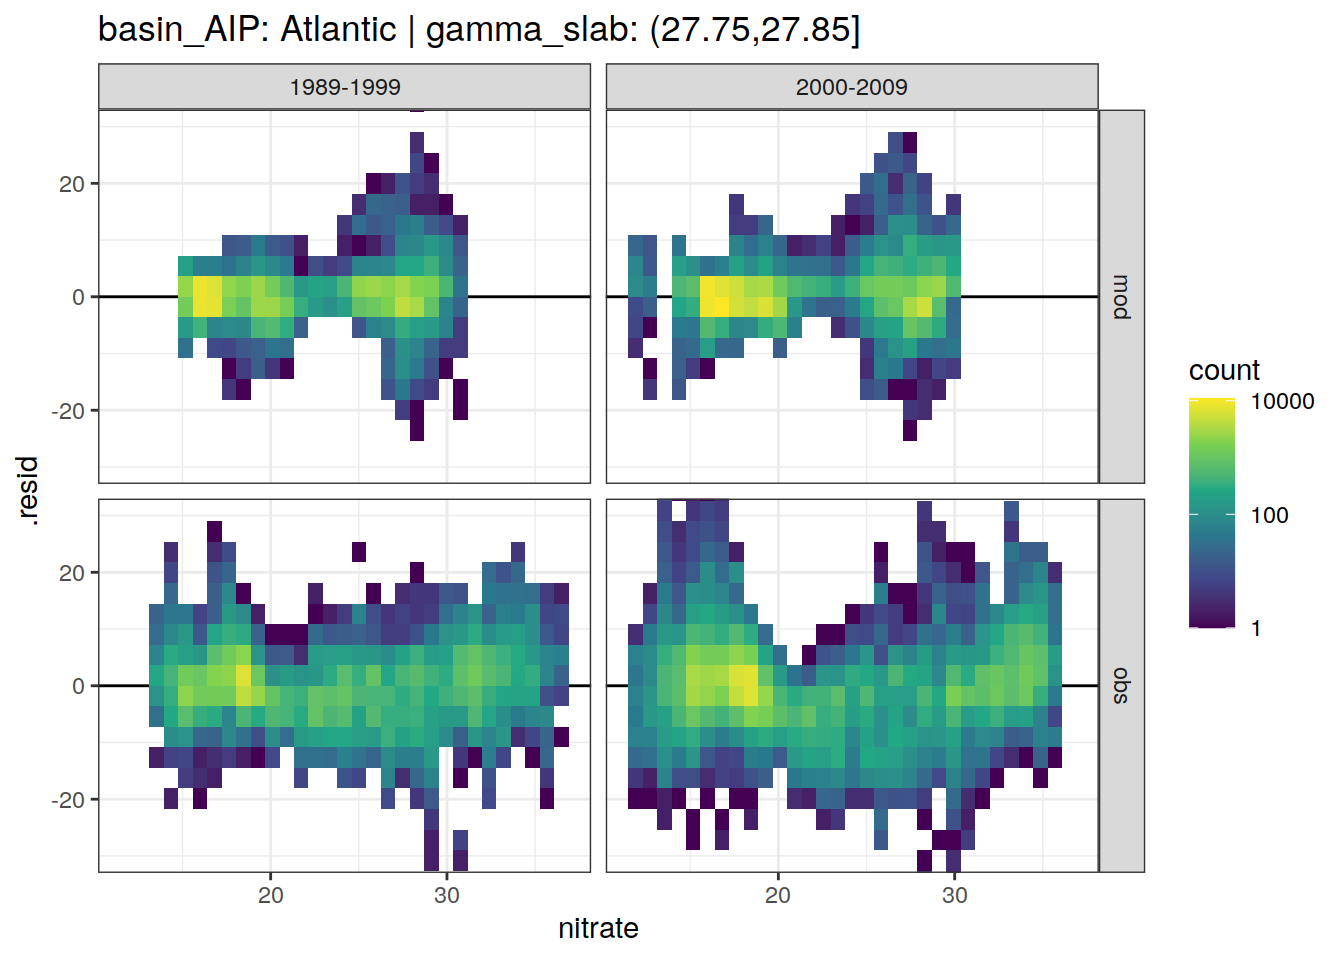 basin_AIP: Atlantic | gamma_slab: (27.75,27.85]
1989-1999
2000-2009
20
0
-20
mod
20
0
-20
obs
20
30
20
30
.resid
nitrate
count
10000
100
1